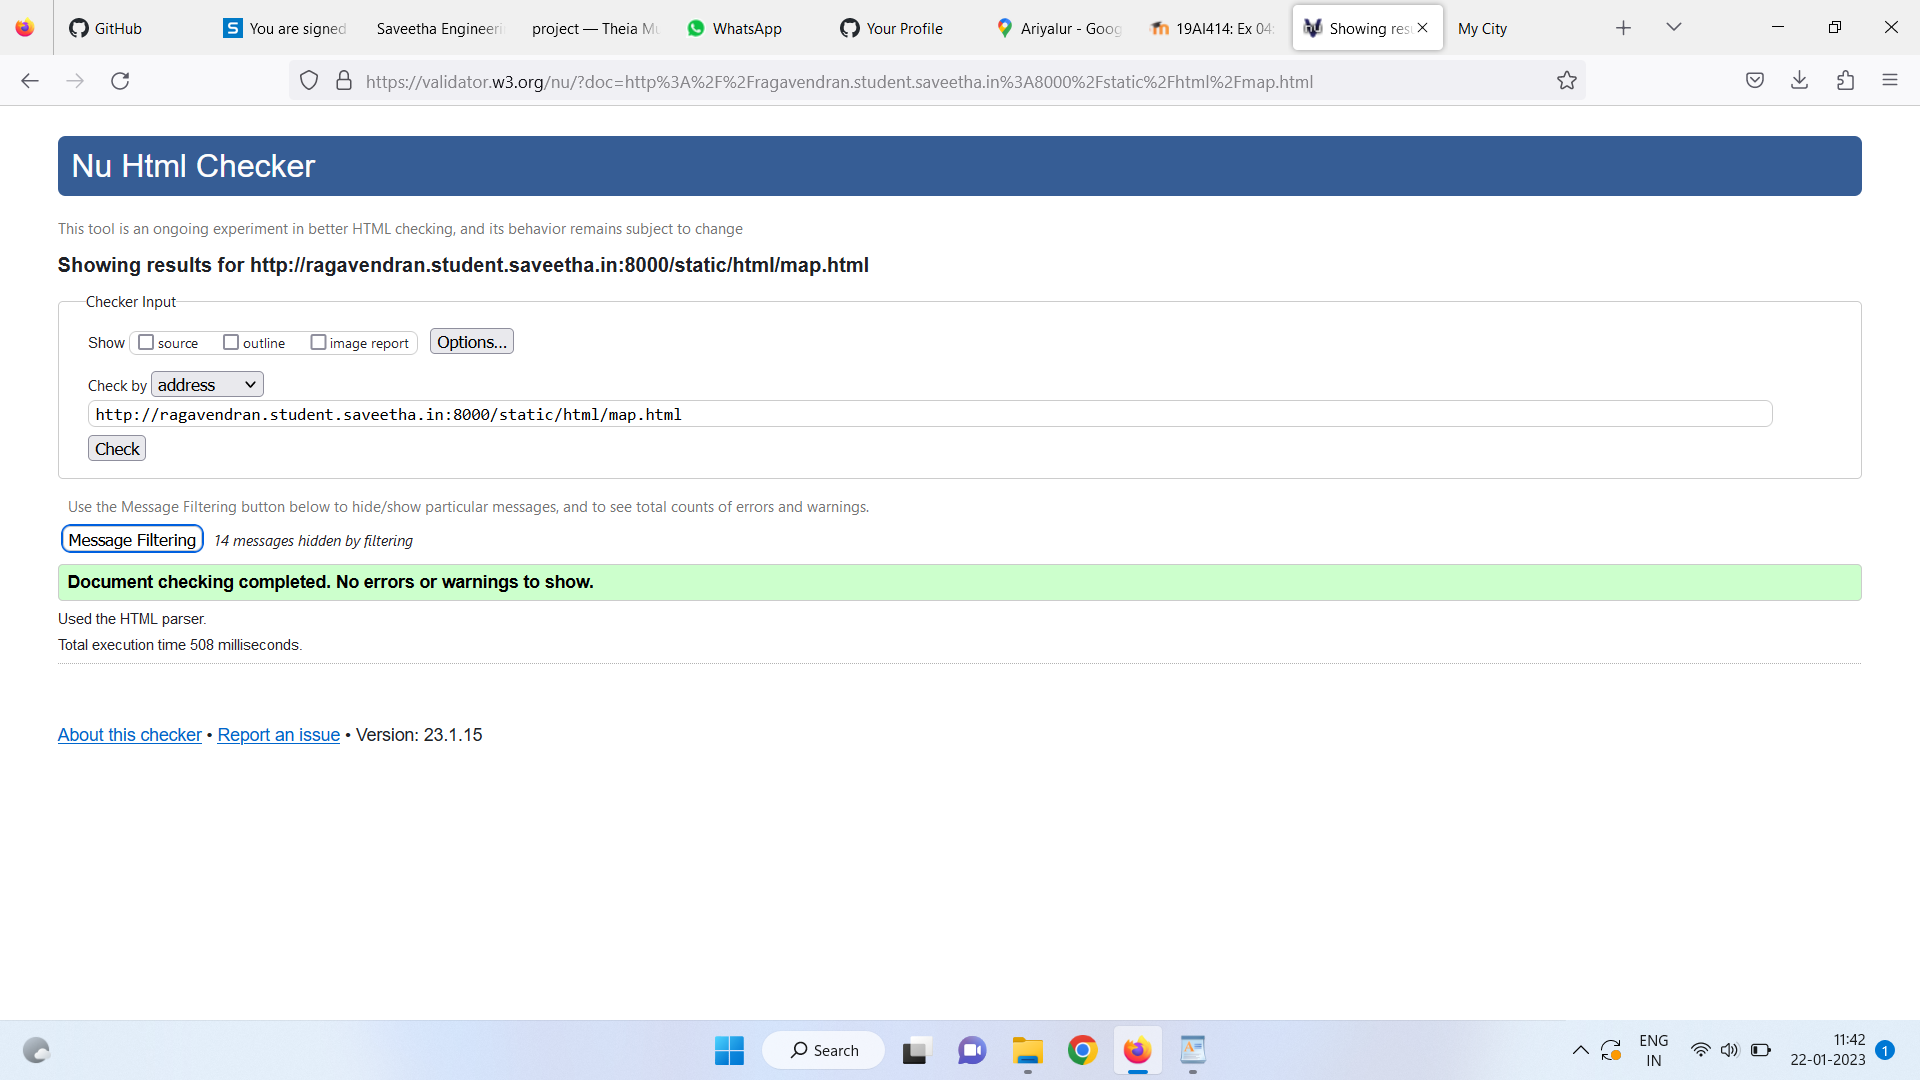 GitHub
You are signed
Saveetha Engineeri
project — Theia Mu
WhatsApp
Your Profile
Ariyalur - Goog
19AI414: Ex 04:
Showing resu
My City
https://validator.w3.org/nu/?doc=http%3A%2F%2Fragavendran.student.saveetha.in%3A8000%2Fstatic%2Fhtml%2Fmap.html
Nu Html Checker
This tool is an ongoing experiment in better HTML checking, and its behavior remains subject to change
Showing results for http://ragavendran.student.saveetha.in:8000/static/html/map.html
Checker Input
Show source outline image report Options...
Check by address
http://ragavendran.student.saveetha.in:8000/static/html/map.html
Check
Use the Message Filtering button below to hide/show particular messages, and to see total counts of errors and warnings.
Message Filtering 14 messages hidden by filtering
Document checking completed. No errors or warnings to show.
Used the HTML parser.
Total execution time 508 milliseconds.
About this checker • Report an issue • Version: 23.1.15
Search
ENG
IN
11:42
22-01-2023
1